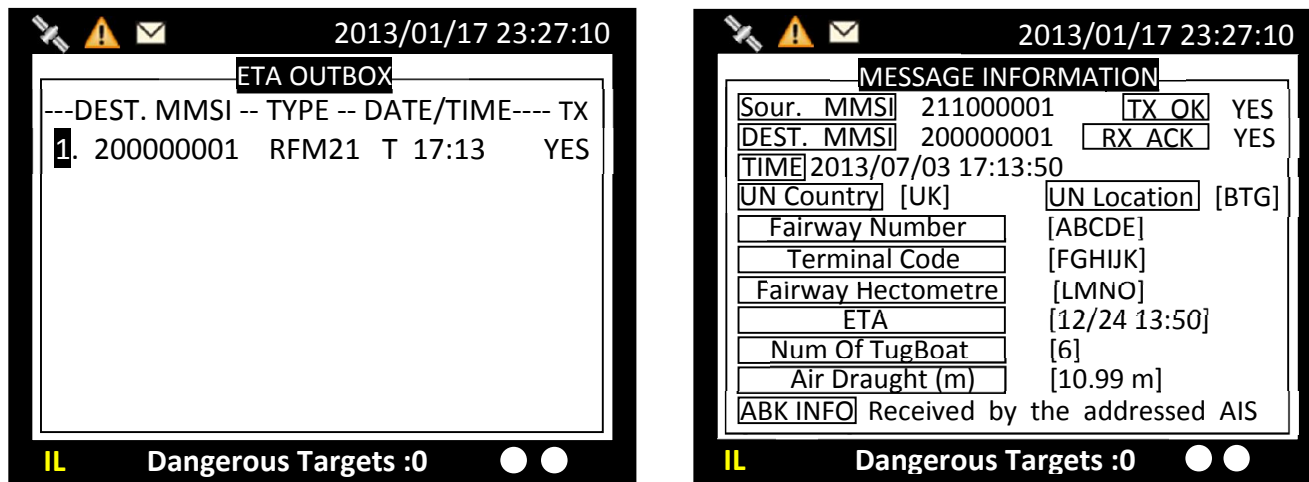 2013/01/17 23:27:10
ETA OUTBOX
---DEST. MMSI -- TYPE -- DATE/TIME---- TX
1. 200000001 RFM21 T 17:13 YES
IL Dangerous Targets :0
2013/01/17 23:27:10
MESSAGE INFORMATION
Sour. MMSI 211000001 TX OK YES
DEST. MMSI 200000001 RX ACK YES
TIME 2013/07/03 17:13:50
UN Country [UK] UN Location [BTG]
Fairway Number [ABCDE]
Terminal Code [FGHIJK]
Fairway Hectometre [LMNO]
ETA [12/24 13:50]
Num Of TugBoat [6]
Air Draught (m) [10.99 m]
ABK INFO Received by the addressed AIS
IL Dangerous Targets :0